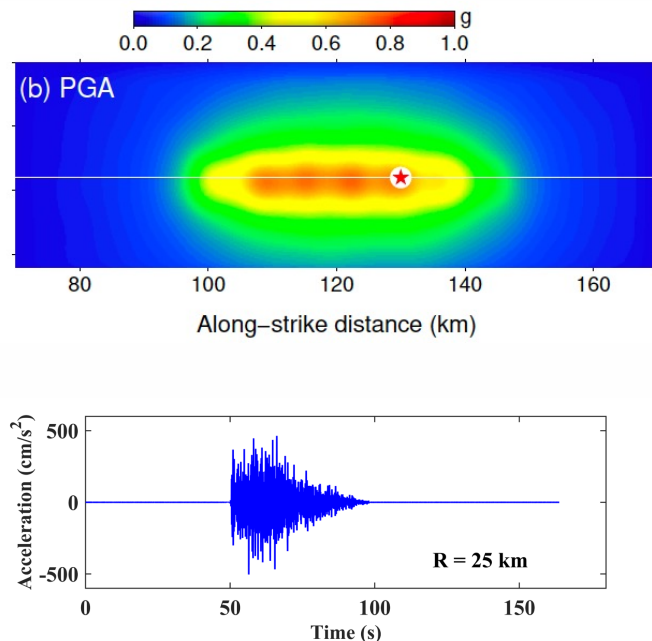 g
0.0 0.2 0.4 0.6 0.8 1.0
(b) PGA
80 100 120 140 160
Along−strike distance (km)
Acceleration (cm/s²)
500
0
-500
R = 25 km
0 50 100 150
Time (s)